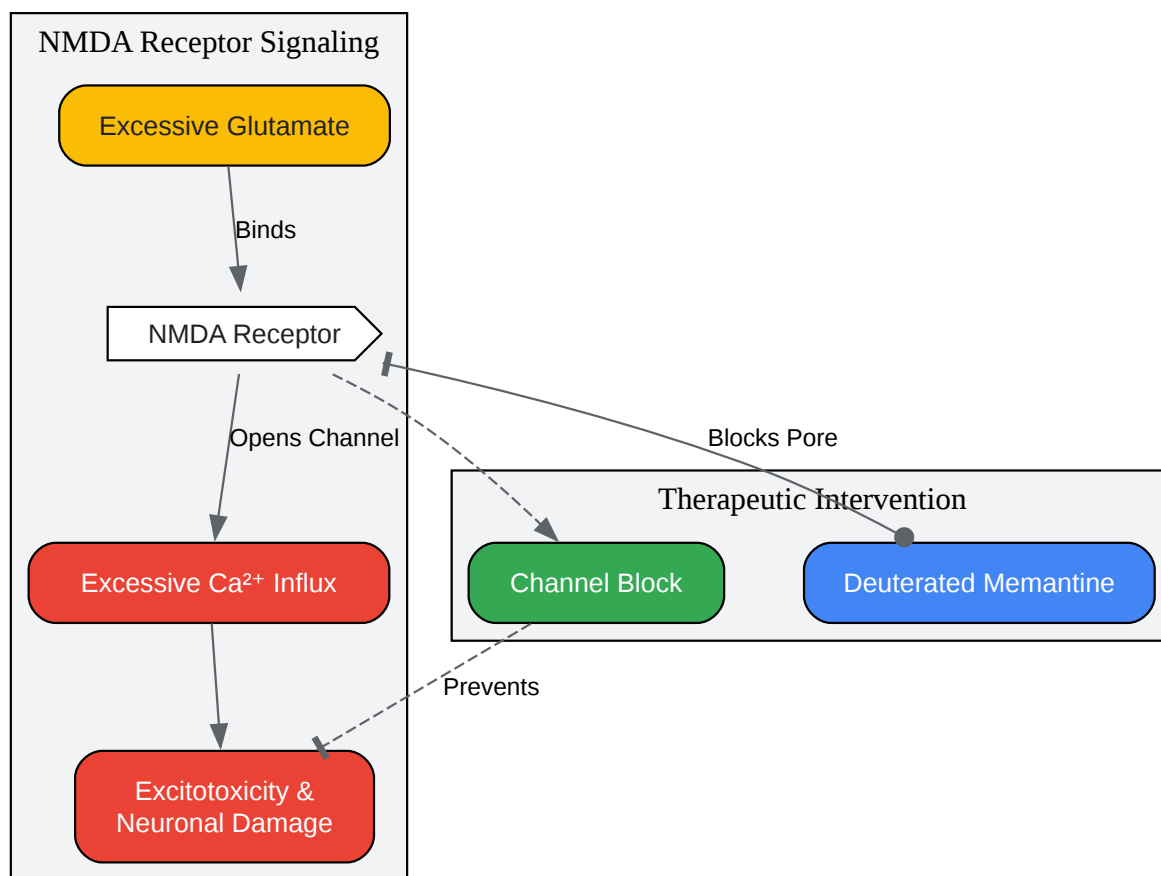 NMDA Receptor Signaling
Excessive Glutamate
Binds
NMDA Receptor
Opens Channel
Blocks Pore
Therapeutic Intervention
Excessive Ca²⁺ Influx
Channel Block
Deuterated Memantine
Prevents
Excitotoxicity &
Neuronal Damage